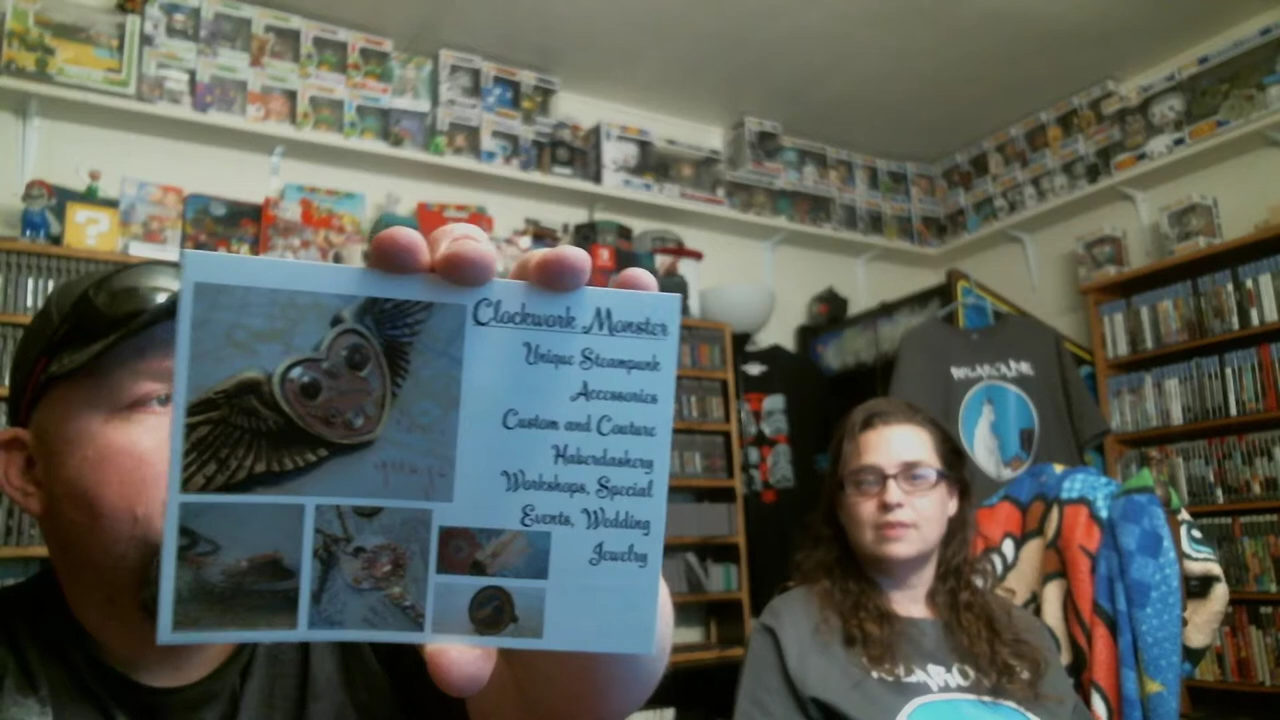 Clockwork Monster
Unique Steampunk
Accessories
Custom and Couture
Haberdashery
Workshops, Special
Events, Wedding
Jewelry
?